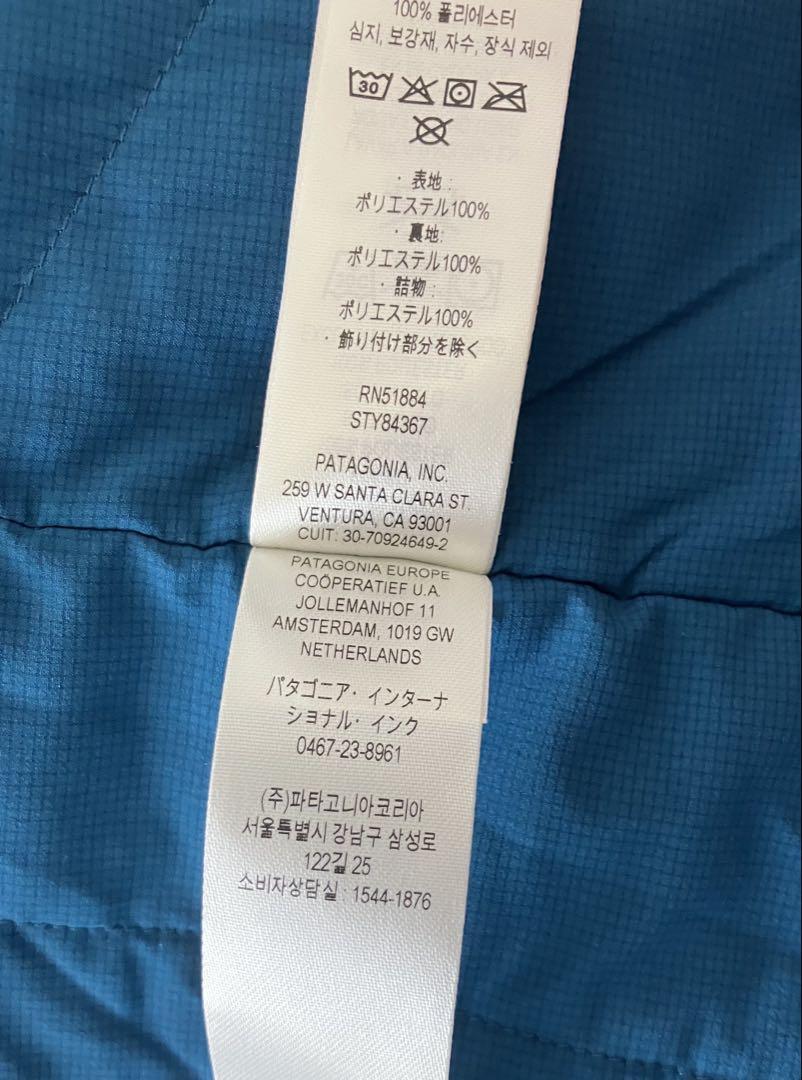 100% 폴리에스터
심지, 보강재, 자수, 장식 제외
30
· 表地 :
ポリエステル100%
· 裏地:
ポリエステル100%
· 詰物 :
ポリエステル100%
· 飾り付け部分を除く
RN51884
STY84367
PATAGONIA, INC.
259 W SANTA CLARA ST.
VENTURA, CA 93001
CUIT: 30-70924649-2
PATAGONIA EUROPE
COÖPERATIEF U.A.
JOLLEMANHOF 11
AMSTERDAM, 1019 GW
NETHERLANDS
パタゴニア・インターナ
ショナル・インク
0467-23-8961
(주)파타고니아코리아
서울특별시 강남구 삼성로
122길 25
소비자상담실 : 1544-1876